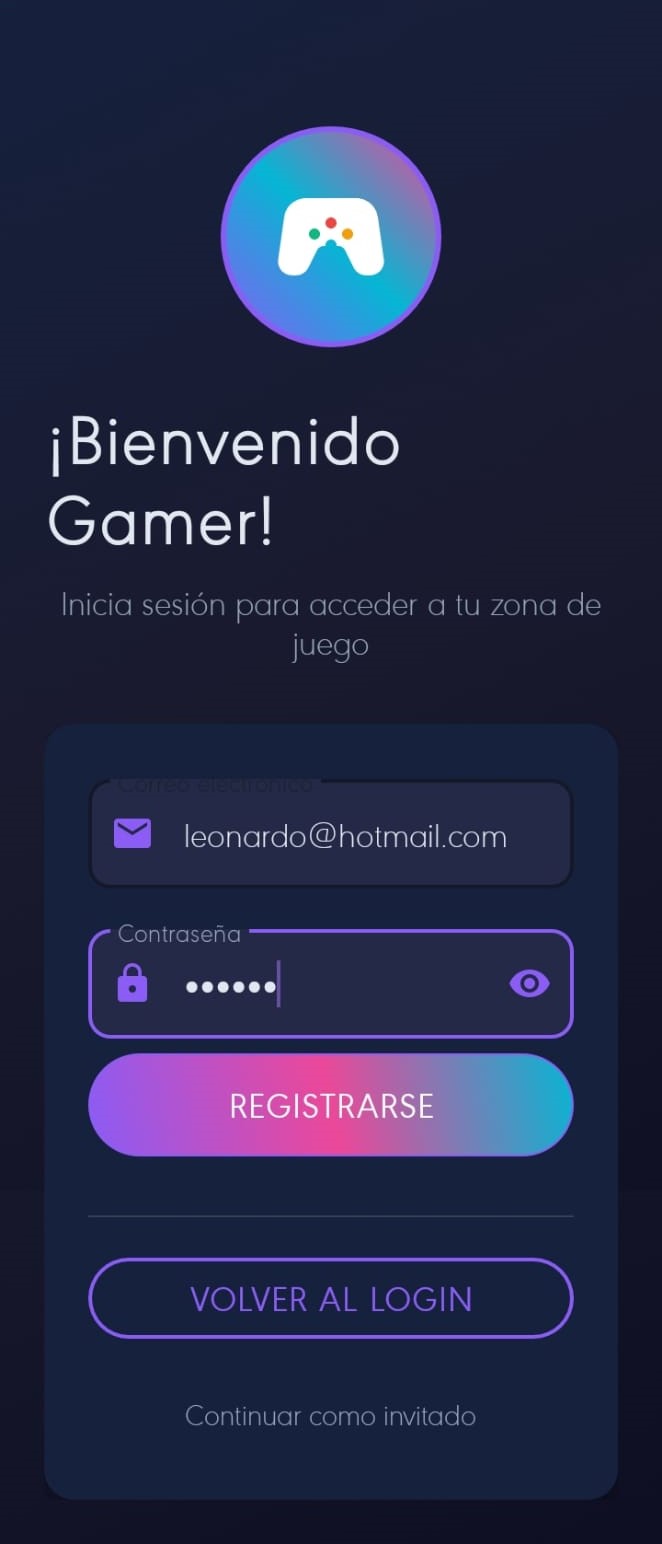 ¡Bienvenido
Gamer!
Inicia sesión para acceder a tu zona de
juego
Correo electrónico
leonardo@hotmail.com
Contraseña
••••••
REGISTRARSE
VOLVER AL LOGIN
Continuar como invitado